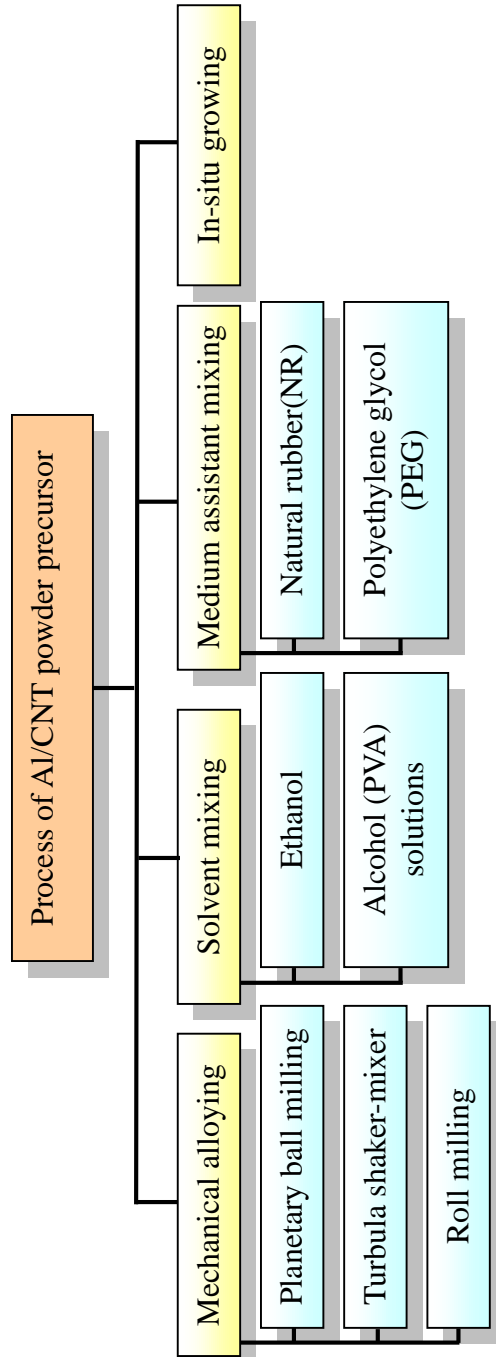 Process of Al/CNT powder precursor
Mechanical alloying
Planetary ball milling
Turbula shaker-mixer
Roll milling
Solvent mixing
Ethanol
Alcohol (PVA)
solutions
Medium assistant mixing
Natural rubber(NR)
Polyethylene glycol
(PEG)
In-situ growing